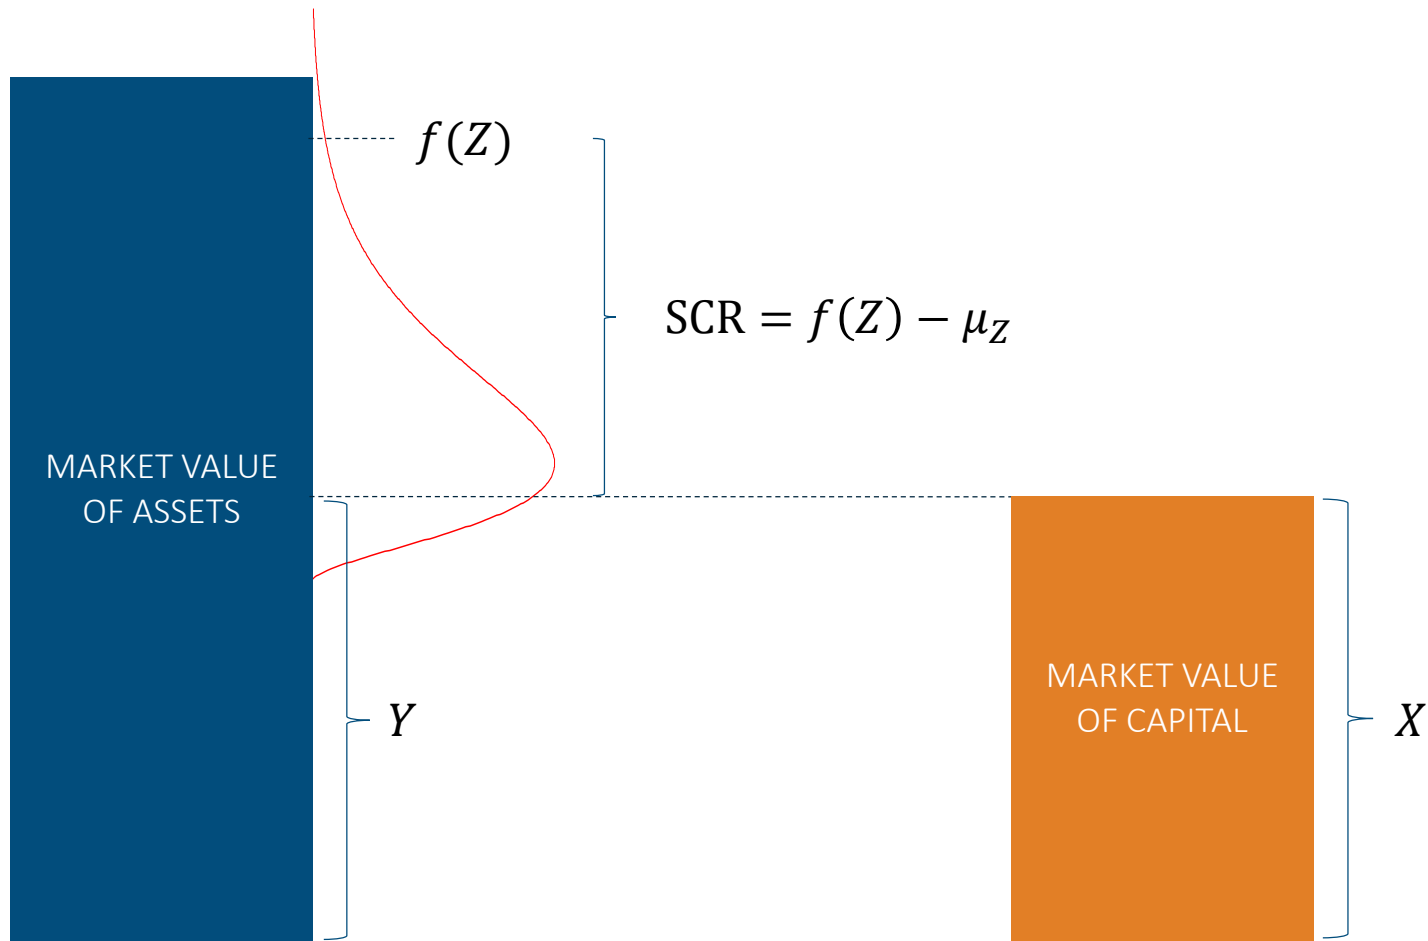 f(Z)
SCR = f(Z) − μ_Z
MARKET VALUE
OF ASSETS
Y
MARKET VALUE
OF CAPITAL
X